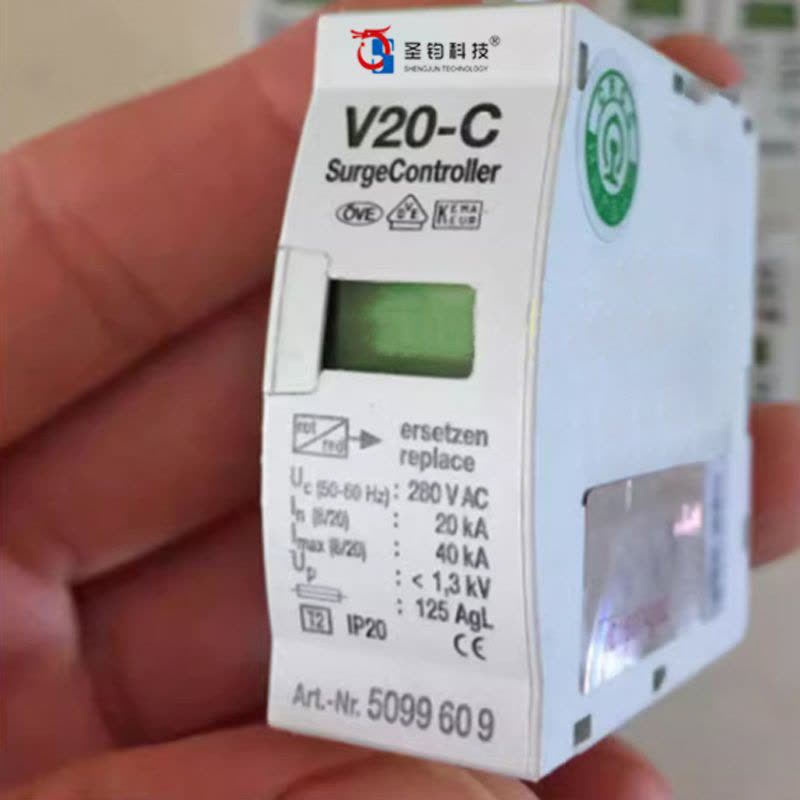 圣钧科技®
SHENGJUN TECHNOLOGY
V20-C
SurgeController
ÖVE VDE KEMA KEUR
rot red
ersetzen
replace
Uc (50-60 Hz) : 280 V AC
In (8/20) : 20 kA
Imax (8/20) : 40 kA
Up : < 1,3 kV
: 125 AgL
T2 IP20 CE
Art.-Nr. 5099 60 9